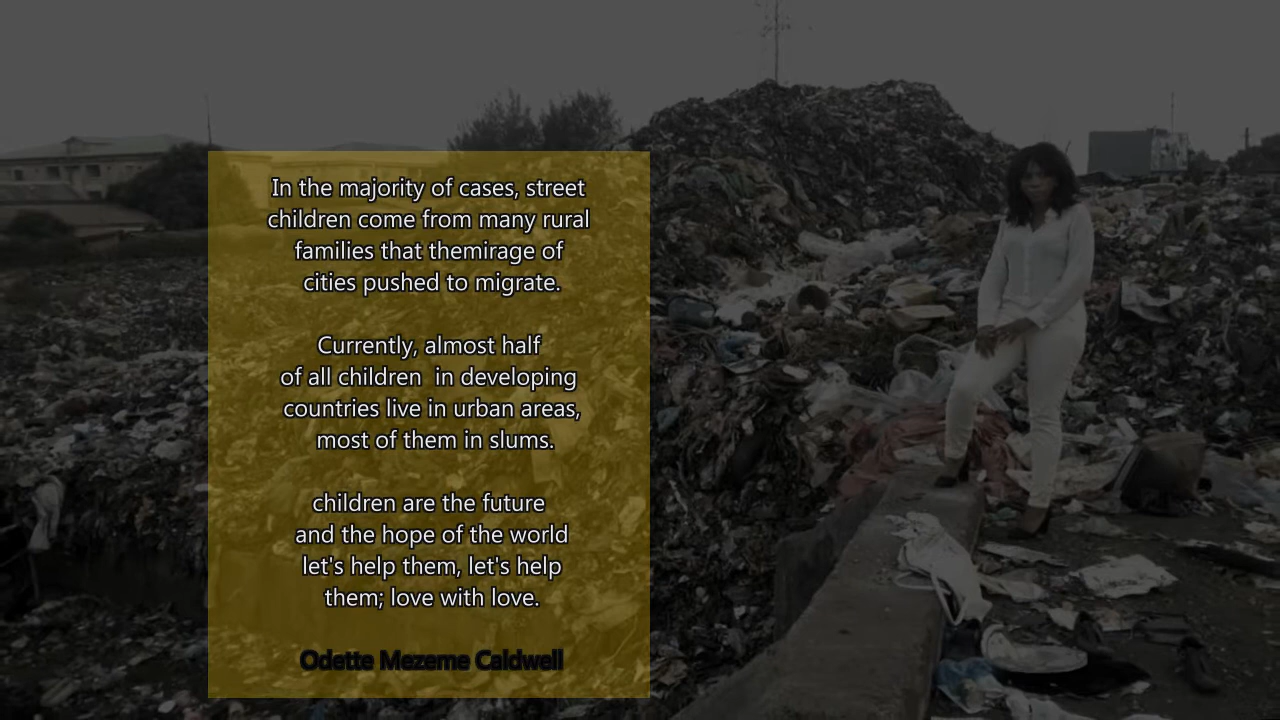 In the majority of cases, street
children come from many rural
families that themirage of
cities pushed to migrate.
Currently, almost half
of all children  in developing
countries live in urban areas,
most of them in slums.
children are the future
and the hope of the world
let's help them, let's help
them; love with love.
Odette Mezeme Caldwell